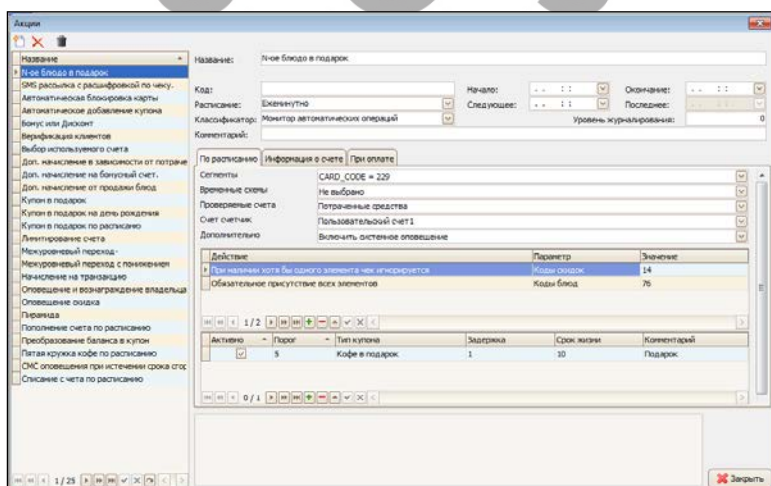 Акции
Название
N-ое блюдо в подарок
SMS рассылка с расшифровкой по чеку.
Автоматическая блокировка карты
Автоматическое добавление купона
Бонус или Дисконт
Верификация клиентов
Выбор используемого счета
Доп. начисление в зависимости от потраче
Доп. начисление на бонусный счет.
Доп. начисление от продажи блюд
Купон в подарок
Купон в подарок на день рождения
Купон в подарок по расписанию
Лимитирование счета
Межуровневый переход-
Межуровневый переход с понижением
Начисление на транзакцию
Оповещение и вознаграждение владельца
Оповещение скидка
Пирамида
Пополнение счета по расписанию
Преобразование баланса в купон
Пятая кружка кофе по расписанию
СМС оповещения при истечении срока сгор
Списание с чета по расписанию
1/25
Название: N-ое блюдо в подарок
Код: Начало: . . : : Окончание: . . : :
Расписание: Ежеминутно Следующее: . . : : Последнее: . . : :
Классификатор: Монитор автоматических операций Уровень журналирования: 0
Комментарий:
По расписанию Информация о счете При оплате
Сегменты CARD_CODE = 229
Временные схемы Не выбрано
Проверяемые счета Потраченные средства
Счет счетчик Пользовательский счет1
Дополнительно Включить системное оповещение
Действие Параметр Значение
При наличии хотя бы одного элемента чек игнорируется Коды скидок 14
Обязательное присутствие всех элементов Коды блюд 76
1/2
Активно Порог Тип купона Задержка Срок жизни Комментарий
5 Кофе в подарок 1 10 Подарок
0/1
Закрыть